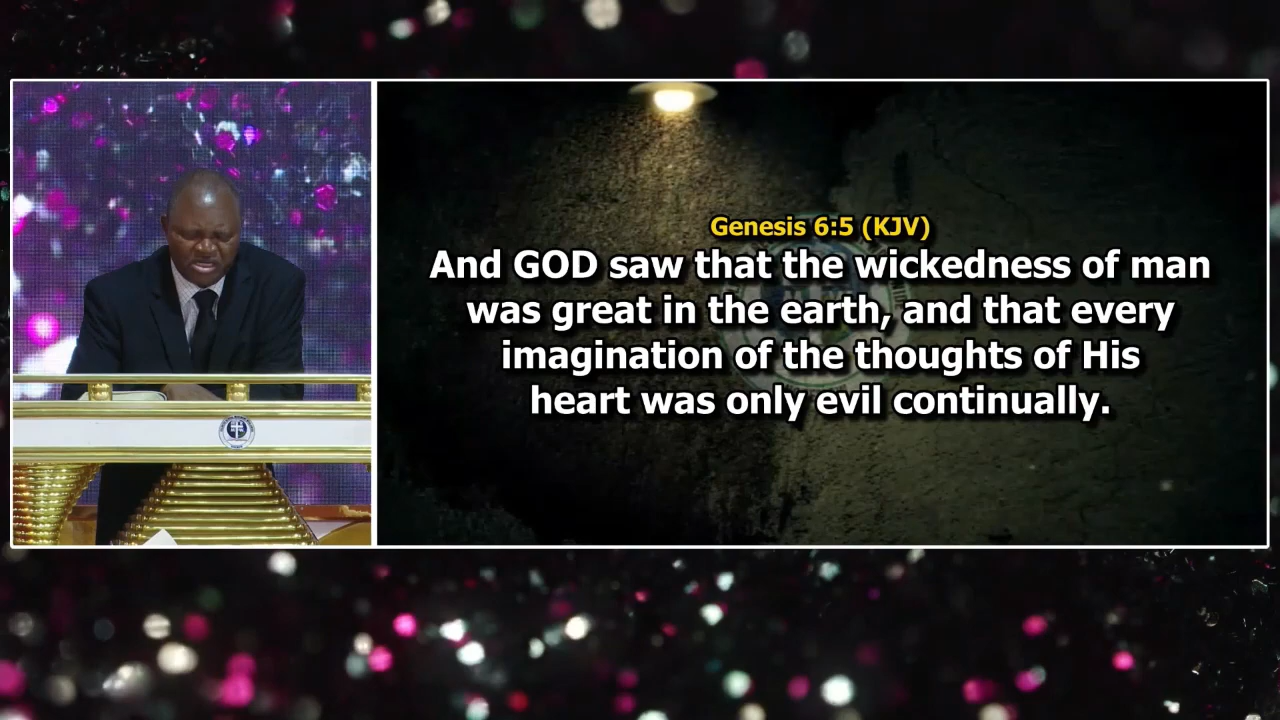 Genesis 6:5 (KJV)
And GOD saw that the wickedness of man
was great in the earth, and that every
imagination of the thoughts of His
heart was only evil continually.